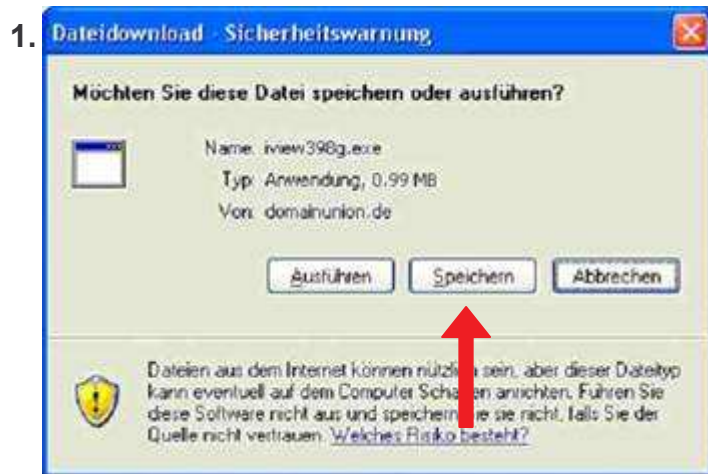 1.
Dateidownload - Sicherheitswarnung
Möchten Sie diese Datei speichern oder ausführen?
Name: iview398g.exe
Typ: Anwendung, 0.99 MB
Von: domainunion.de
Ausführen Speichern Abbrechen
Dateien aus dem Internet können nützlich sein, aber dieser Dateityp
kann eventuell auf dem Computer Schaden anrichten. Führen Sie
diese Software nicht aus und speichern Sie sie nicht, falls Sie der
Quelle nicht vertrauen. Welches Risiko besteht?